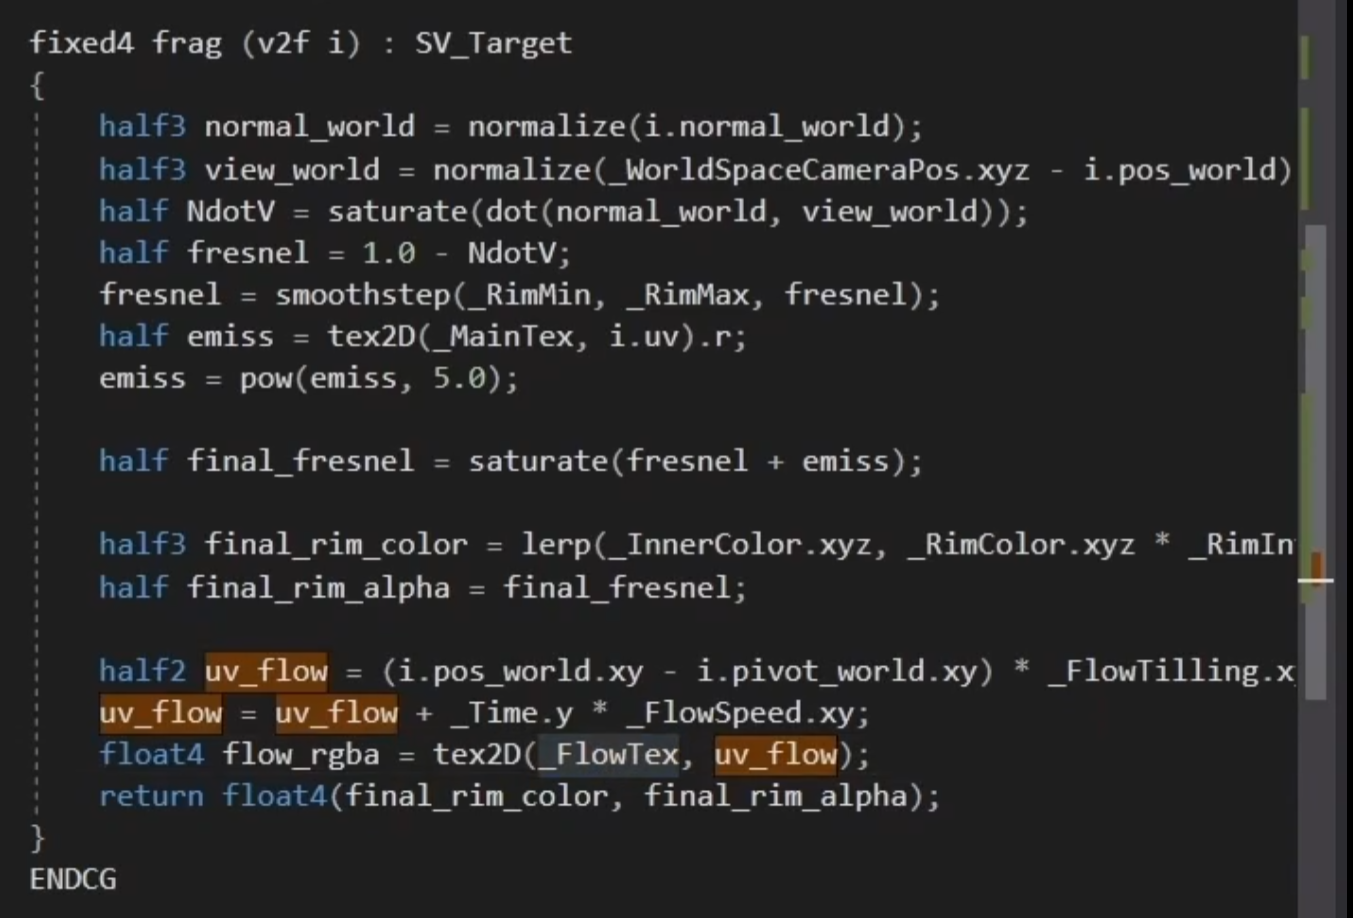 fixed4 frag (v2f i) : SV_Target
{
half3 normal_world = normalize(i.normal_world);
half3 view_world = normalize(_WorldSpaceCameraPos.xyz - i.pos_world)
half NdotV = saturate(dot(normal_world, view_world));
half fresnel = 1.0 - NdotV;
fresnel = smoothstep(_RimMin, _RimMax, fresnel);
half emiss = tex2D(_MainTex, i.uv).r;
emiss = pow(emiss, 5.0);
half final_fresnel = saturate(fresnel + emiss);
half3 final_rim_color = lerp(_InnerColor.xyz, _RimColor.xyz * _RimIn
half final_rim_alpha = final_fresnel;
half2 uv_flow = (i.pos_world.xy - i.pivot_world.xy) * _FlowTilling.x
uv_flow = uv_flow + _Time.y * _FlowSpeed.xy;
float4 flow_rgba = tex2D(_FlowTex, uv_flow);
return float4(final_rim_color, final_rim_alpha);
}
ENDCG